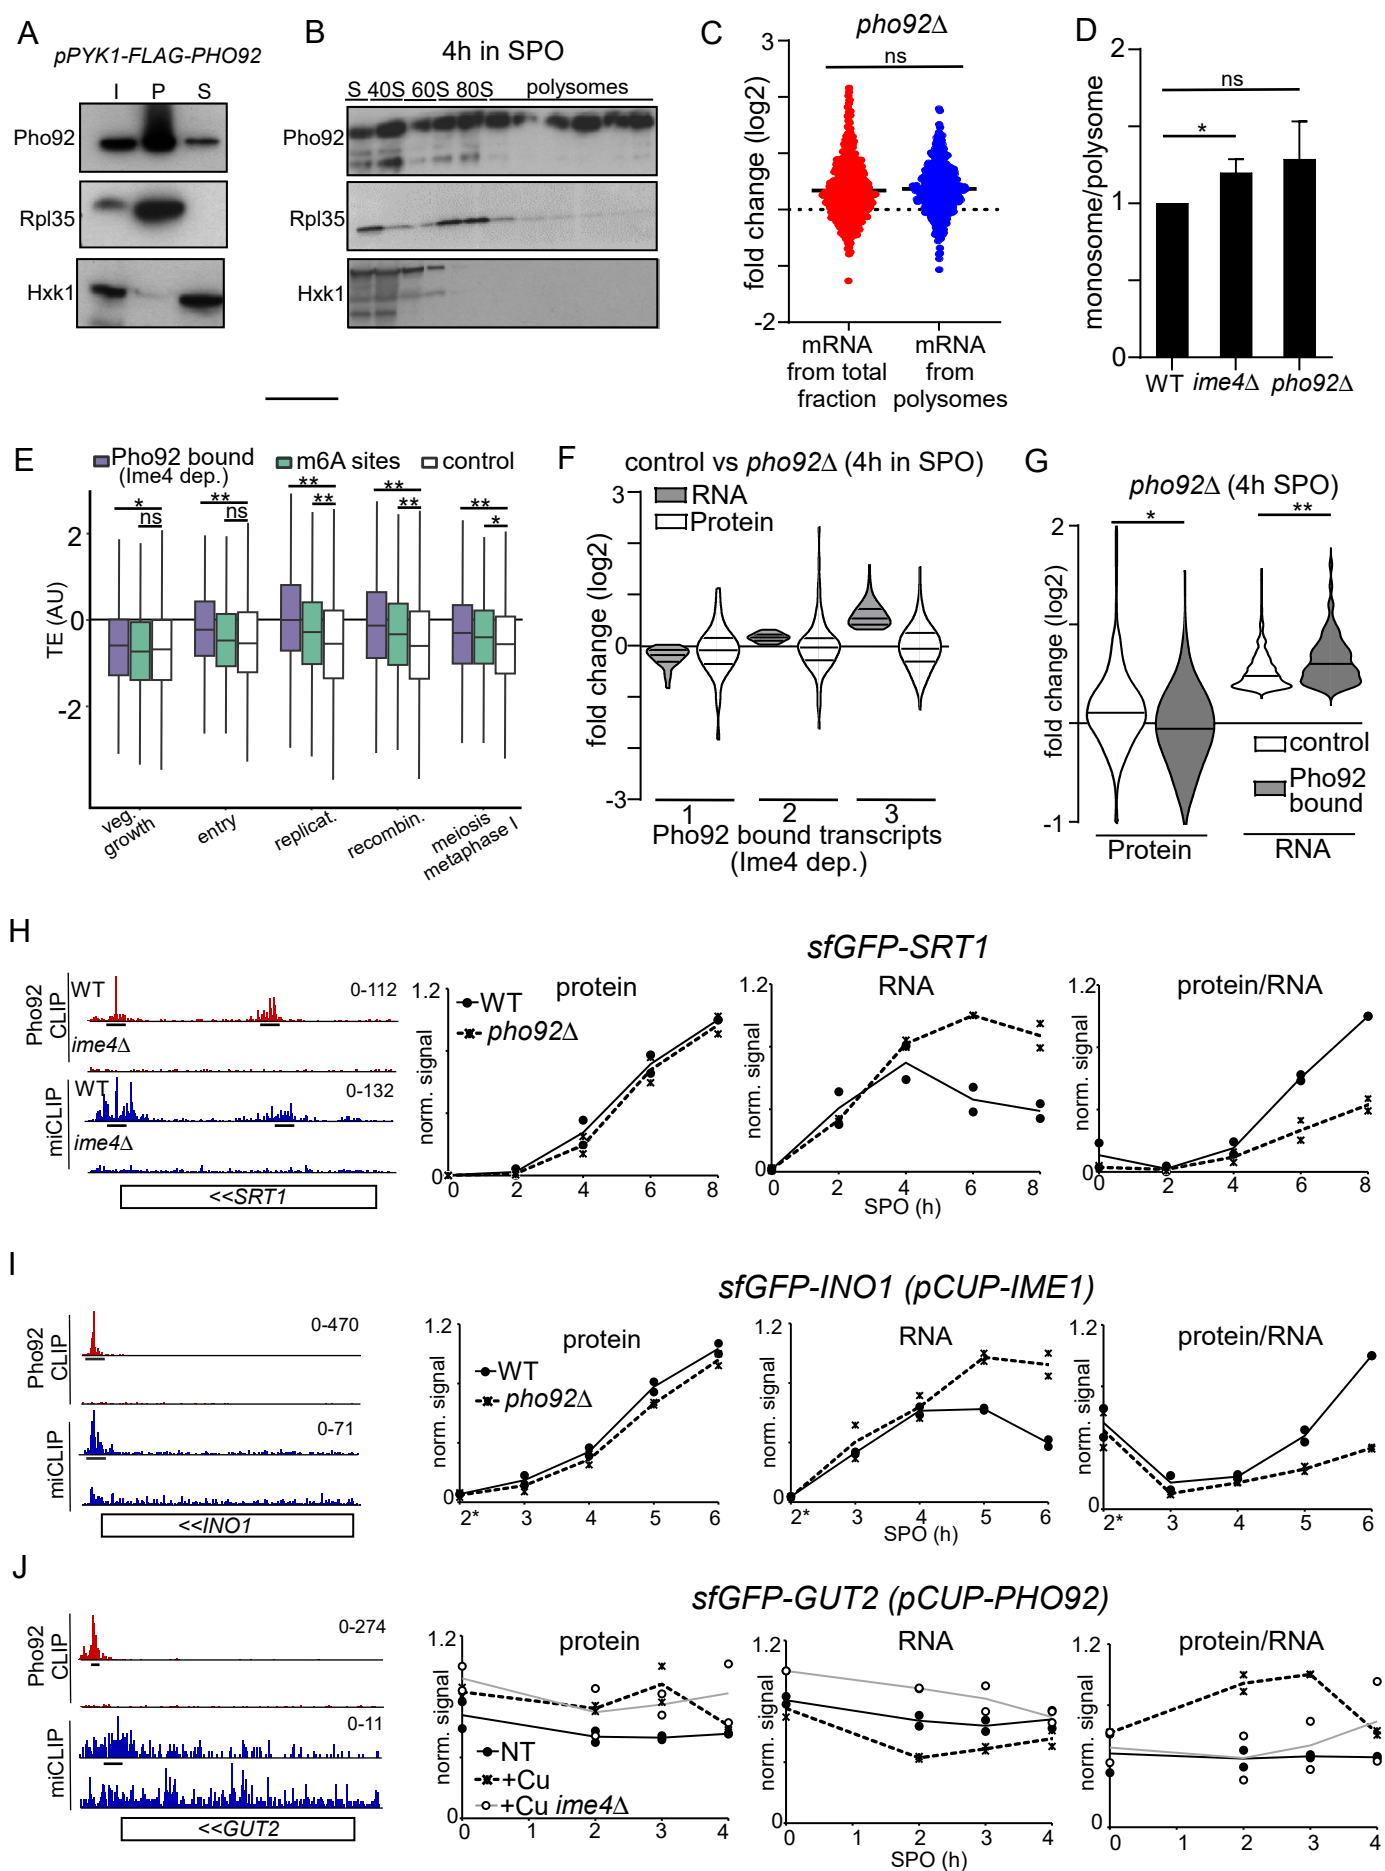 A
pPYK1-FLAG-PHO92
I P S
Pho92
Rpl35
Hxk1
B
4h in SPO
S 40S 60S 80S polysomes
Pho92
Rpl35
Hxk1
C
pho92Δ
ns
3
-2
fold change (log2)
mRNA from total fraction
mRNA from polysomes
D
2
1
0
monosome/polysome
ns
*
WT ime4Δ pho92Δ
E
Pho92 bound (Ime4 dep.)
m6A sites
control
* ns
** ns
** **
** **
** *
2
0
-2
TE (AU)
veg. growth
entry
replicat.
recombin.
meiosis metaphase I
F
control vs pho92Δ (4h in SPO)
RNA
Protein
3
0
-3
fold change (log2)
1 2 3
Pho92 bound transcripts
(Ime4 dep.)
G
pho92Δ (4h SPO)
* **
2
-1
fold change (log2)
control
Pho92 bound
Protein RNA
H
sfGFP-SRT1
Pho92 CLIP
WT
0-112
ime4Δ
miCLIP
WT
0-132
ime4Δ
<<SRT1
protein
WT
pho92Δ
norm. signal
1.2
0
0 2 4 6 8
RNA
norm. signal
1.2
0
0 2 4 6 8
SPO (h)
protein/RNA
norm. signal
1.2
0
0 2 4 6 8
I
sfGFP-INO1 (pCUP-IME1)
Pho92 CLIP
0-470
miCLIP
0-71
<<INO1
protein
WT
pho92Δ
norm. signal
1.2
0
2* 3 4 5 6
RNA
norm. signal
1.2
0
2* 3 4 5 6
SPO (h)
protein/RNA
norm. signal
1.2
0
2* 3 4 5 6
J
sfGFP-GUT2 (pCUP-PHO92)
Pho92 CLIP
0-274
miCLIP
0-11
<<GUT2
protein
norm. signal
1.2
0
NT
+Cu
+Cu ime4Δ
0 1 2 3 4
RNA
norm. signal
1.2
0
0 1 2 3 4
SPO (h)
protein/RNA
norm. signal
1.2
0
0 1 2 3 4